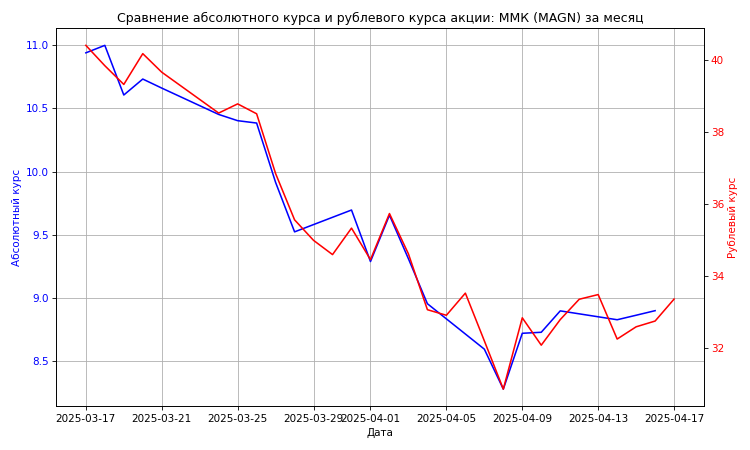 Сравнение абсолютного курса и рублевого курса акции: ММК (MAGN) за месяц
11.0
10.5
10.0
9.5
9.0
8.5
Абсолютный курс
40
38
36
34
32
Рублевый курс
2025-03-17 2025-03-21 2025-03-25 2025-03-29 2025-04-01 2025-04-05 2025-04-09 2025-04-13 2025-04-17
Дата